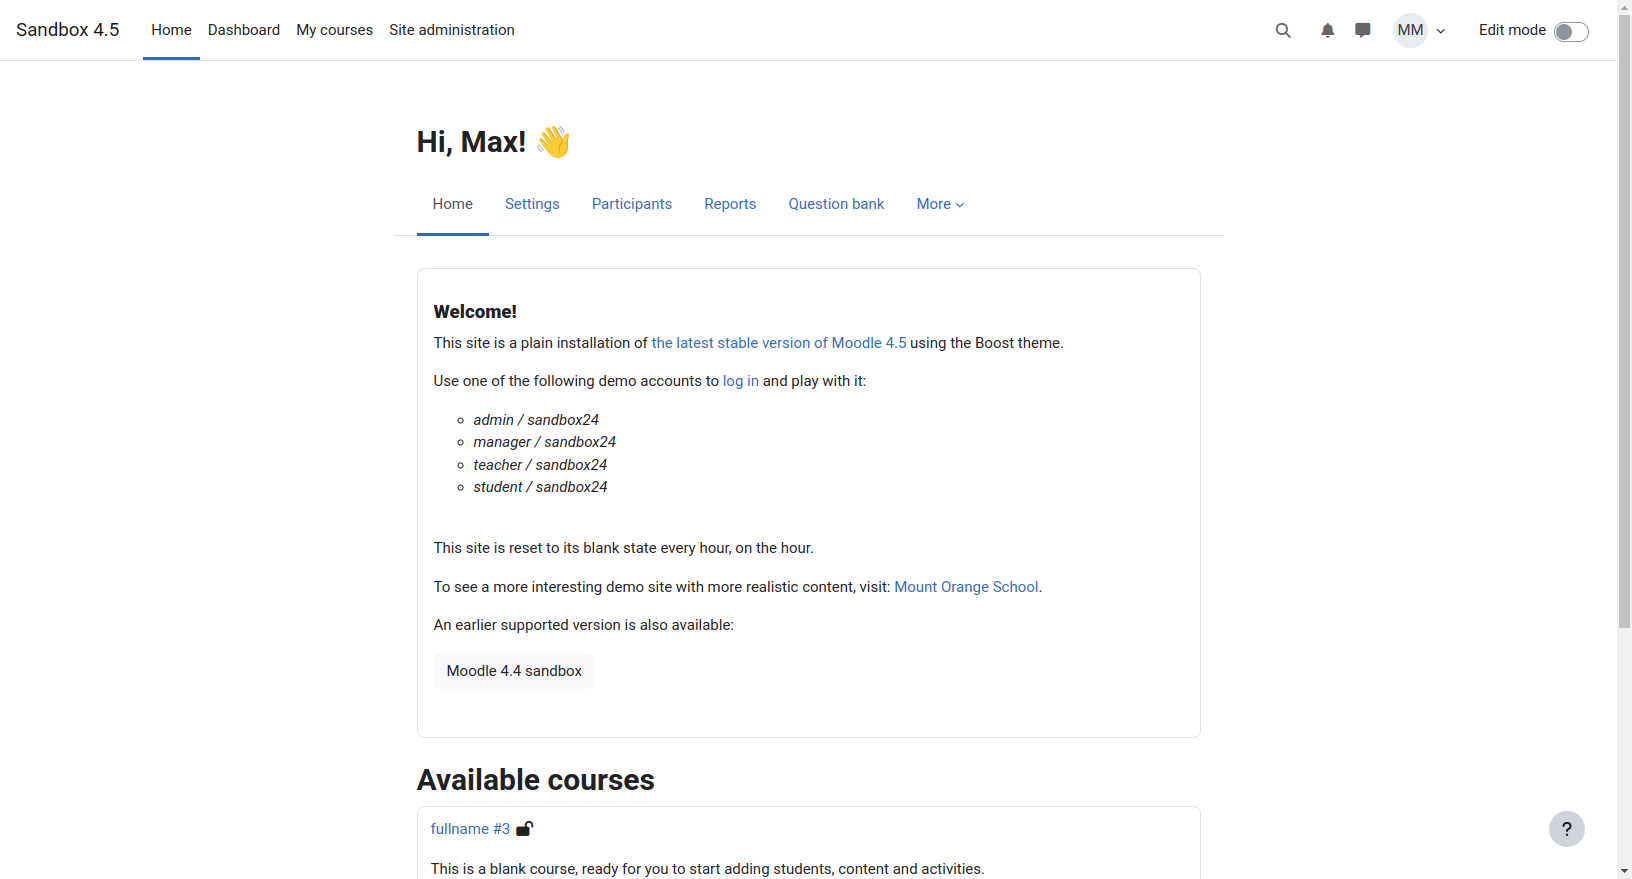 Sandbox 4.5 Home Dashboard My courses Site administration MM Edit mode
Hi, Max! 👋
Home Settings Participants Reports Question bank More
Welcome!
This site is a plain installation of the latest stable version of Moodle 4.5 using the Boost theme.
Use one of the following demo accounts to log in and play with it:
admin / sandbox24
manager / sandbox24
teacher / sandbox24
student / sandbox24
This site is reset to its blank state every hour, on the hour.
To see a more interesting demo site with more realistic content, visit: Mount Orange School.
An earlier supported version is also available:
Moodle 4.4 sandbox
Available courses
fullname #3
This is a blank course, ready for you to start adding students, content and activities.
?